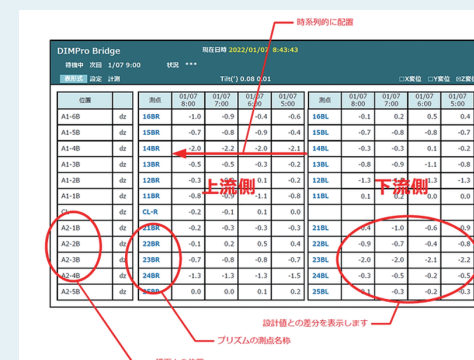 時系列的に配置
DIMPro Bridge 現在日時 2022/01/07 8:43:43
待機中 次回 1/07 9:00 状況 ***
表形式 設定 計測 Tilt(°) 0.08 0.01 □X変位 □Y変位 ☒Z変位
位置 測点 01/07 8:00 01/07 7:00 01/07 6:00 01/07 5:00 測点 01/07 8:00 01/07 7:00 01/07 6:00 01/07 5:00
A1-6B dz 16BR -1.0 -0.9 -0.4 -0.6 16BL -0.1 0.2 0.5 0.4
A1-5B dz 15BR -0.7 -0.8 -0.9 -0.4 15BL -0.7 -0.8 -0.8 -0.7
A1-4B dz 14BR -2.0 -2.2 -2.0 -2.1 14BL -0.3 -0.3 0.1 -0.2
A1-3B dz 13BR -0.5 -0.5 -0.3 -0.2 13BL -0.8 -0.9 -1.1 -0.8
A1-2B dz 12BR -0.3 0.1 -0.2 12BL -1.3 -1.3 -1.3
A1-1B dz 11BR -0.8 -0.9 -1.1 -0.8 11BL 0.1 0.2 0.0 0.0
上流側 下流側
CL dz CL-R -0.2 -0.1 0.1 0.0
A2-1B dz 21BR -0.2 -0.3 -0.3 -0.3 21BL -0.4 -1.0 -0.6 -0.9
A2-2B dz 22BR -0.1 0.2 0.5 0.4 22BL -0.9 -0.7 -0.4 -0.8
A2-3B dz 23BR -0.7 -0.8 -0.8 -0.7 23BL -2.0 -2.0 -2.1 -2.2
A2-4B dz 24BR -1.3 -1.3 -1.3 -1.5 24BL -0.3 -0.5 -0.2 -0.5
A2-5B dz 25BR 0.0 0.0 0.1 0.2 25BL 0.1 -0.3 -0.2 -0.3
設計値との差分を表示します
プリズムの測点名称